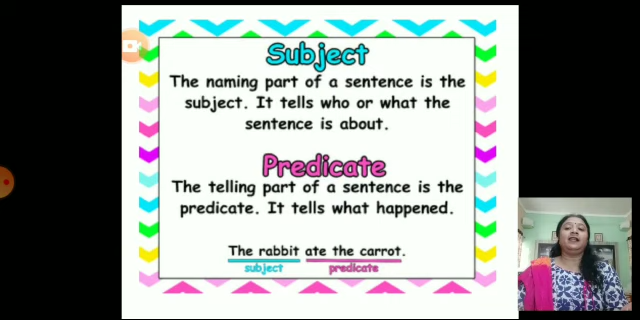 Subject
The naming part of a sentence is the
subject. It tells who or what the
sentence is about.
Predicate
The telling part of a sentence is the
predicate. It tells what happened.
The rabbit ate the carrot.
subject predicate